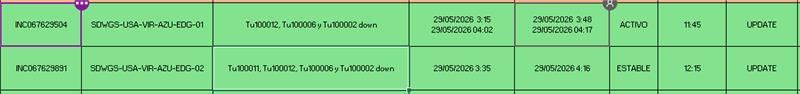 INC067629504 SDWGS-USA-VIR-AZU-EDG-01 Tu100012, Tu100006 y Tu100002 down 29/05/2026 3:15 29/05/2026 3:48 ACTIVO 11:45 UPDATE
29/05/2026 04:02 29/05/2026 04:17
INC067629891 SDWGS-USA-VIR-AZU-EDG-02 Tu100011, Tu100012, Tu100006 y Tu100002 down 29/05/2026 3:35 29/05/2026 4:16 ESTABLE 12:15 UPDATE